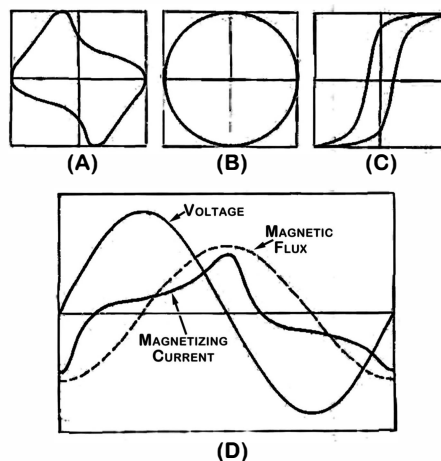 (A)
(B)
(C)
VOLTAGE
MAGNETIC
FLUX
MAGNETIZING
CURRENT
(D)